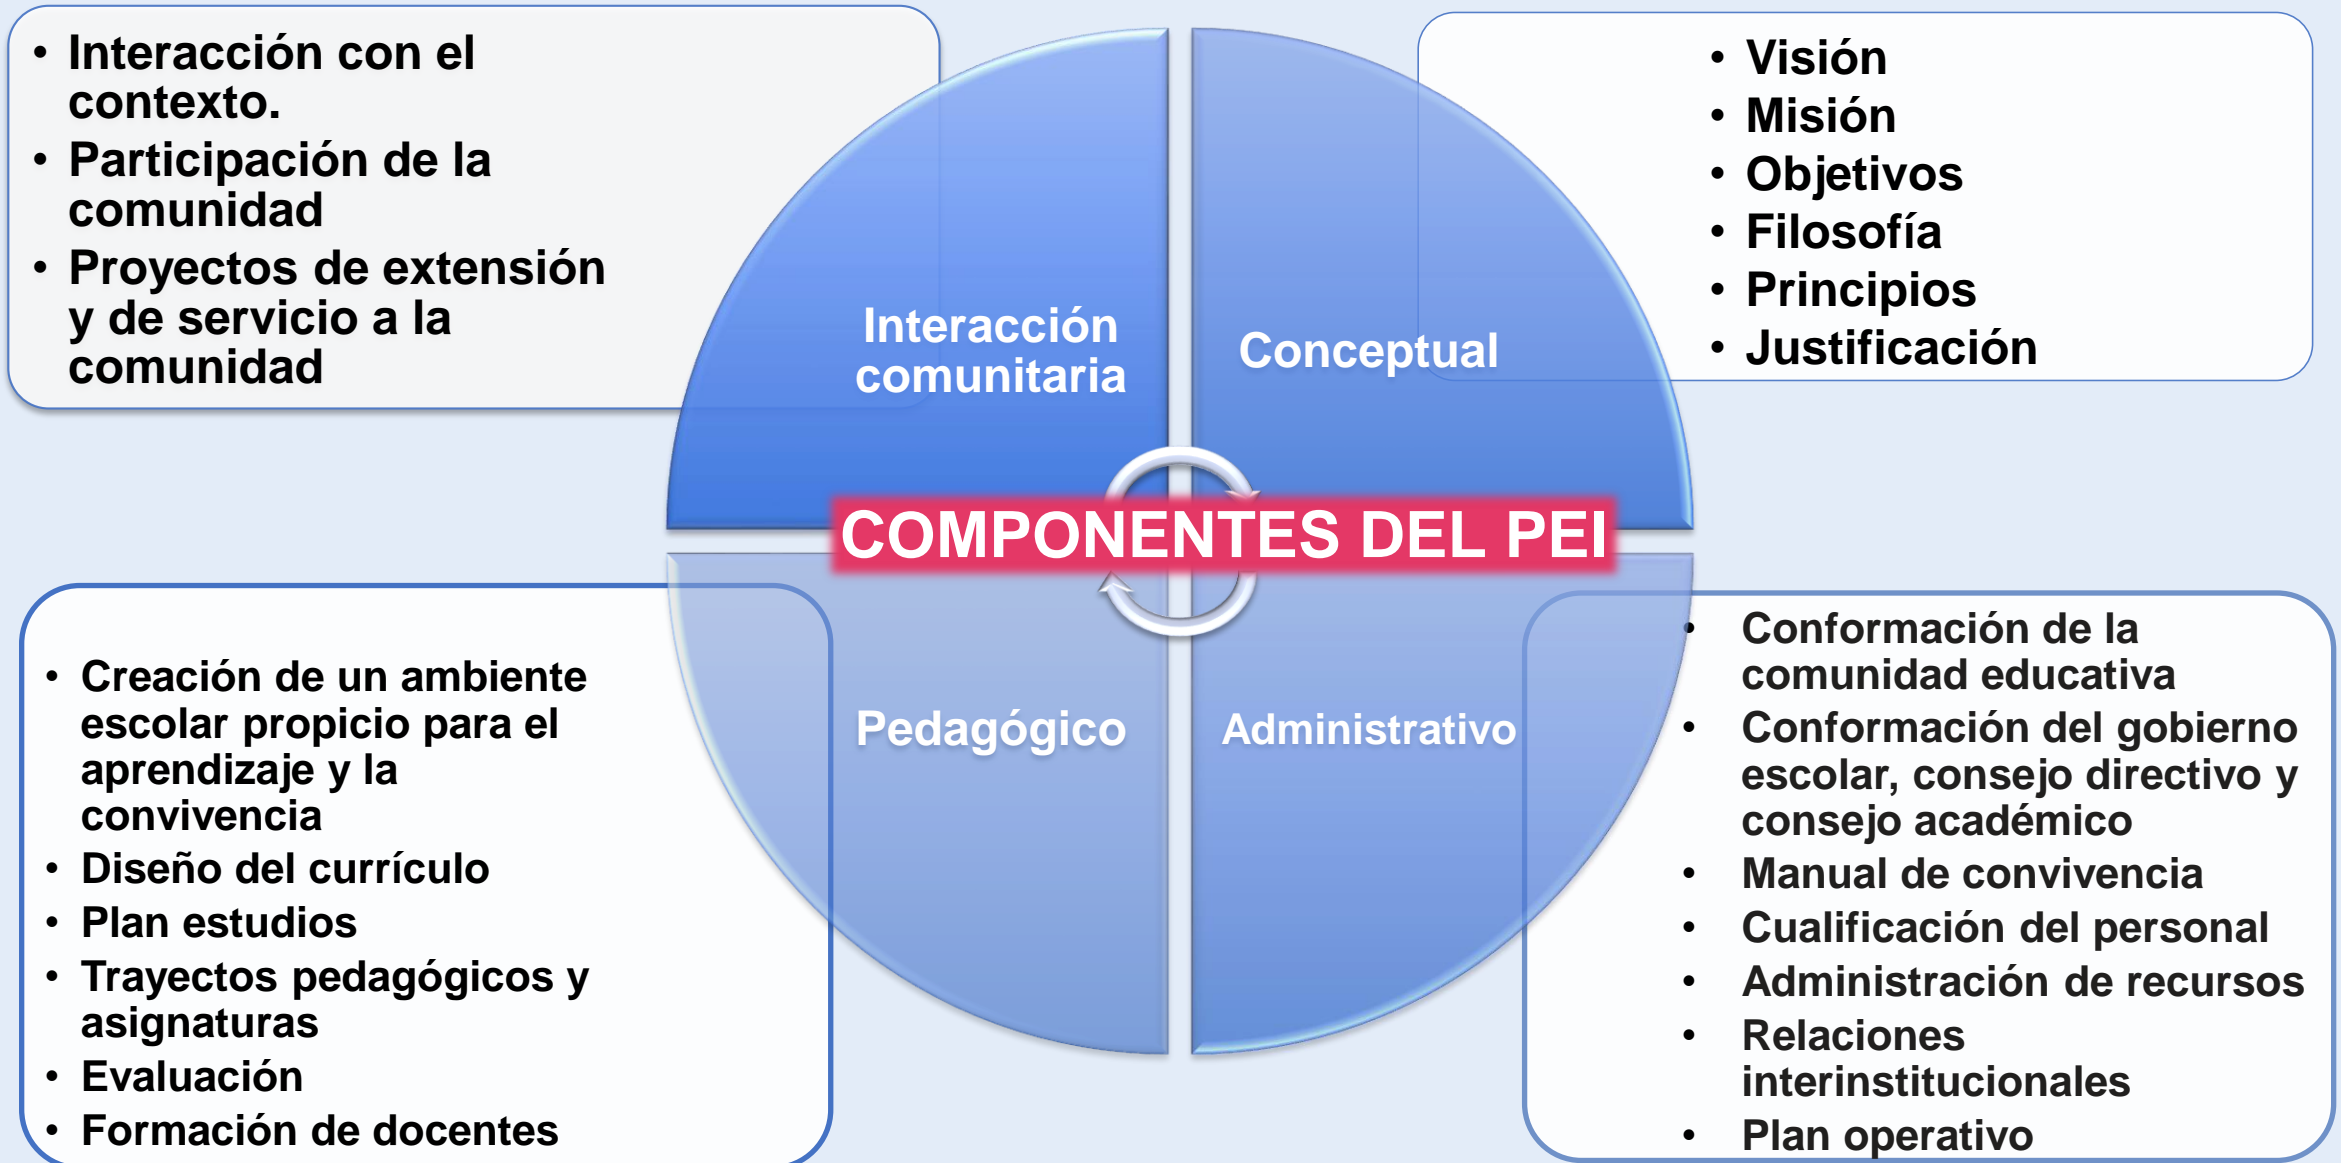 • Interacción con el
contexto.
• Participación de la
comunidad
• Proyectos de extensión
y de servicio a la
comunidad
Interacción
comunitaria
Conceptual
• Visión
• Misión
• Objetivos
• Filosofía
• Principios
• Justificación
COMPONENTES DEL PEI
• Creación de un ambiente
escolar propicio para el
aprendizaje y la
convivencia
• Diseño del currículo
• Plan estudios
• Trayectos pedagógicos y
asignaturas
• Evaluación
• Formación de docentes
Pedagógico
Administrativo
• Conformación de la
comunidad educativa
• Conformación del gobierno
escolar, consejo directivo y
consejo académico
• Manual de convivencia
• Cualificación del personal
• Administración de recursos
• Relaciones
interinstitucionales
• Plan operativo